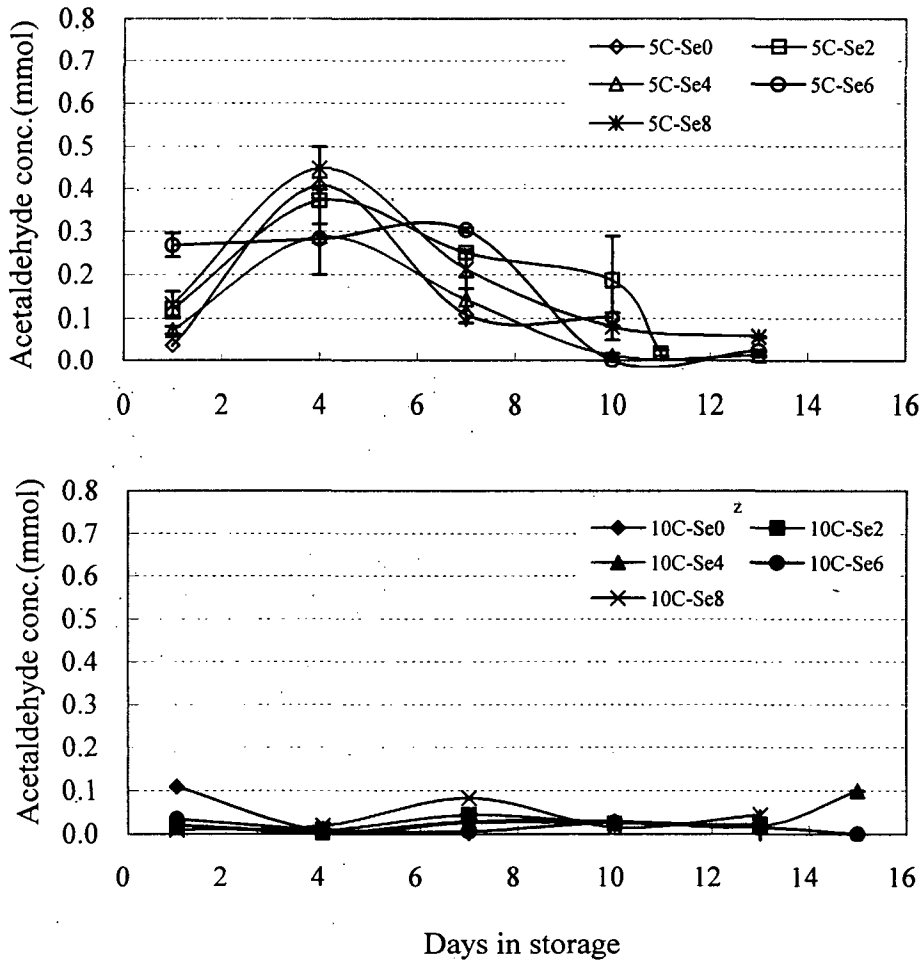 0.8
0.7
0.6
0.5
0.4
0.3
0.2
0.1
0.0
Acetaldehyde conc.(mmol)
5C-Se0 5C-Se2
5C-Se4 5C-Se6
5C-Se8
0 2 4 6 8 10 12 14 16
0.8
0.7
0.6
0.5
0.4
0.3
0.2
0.1
0.0
Acetaldehyde conc.(mmol)
z
10C-Se0 10C-Se2
10C-Se4 10C-Se6
10C-Se8
0 2 4 6 8 10 12 14 16
Days in storage